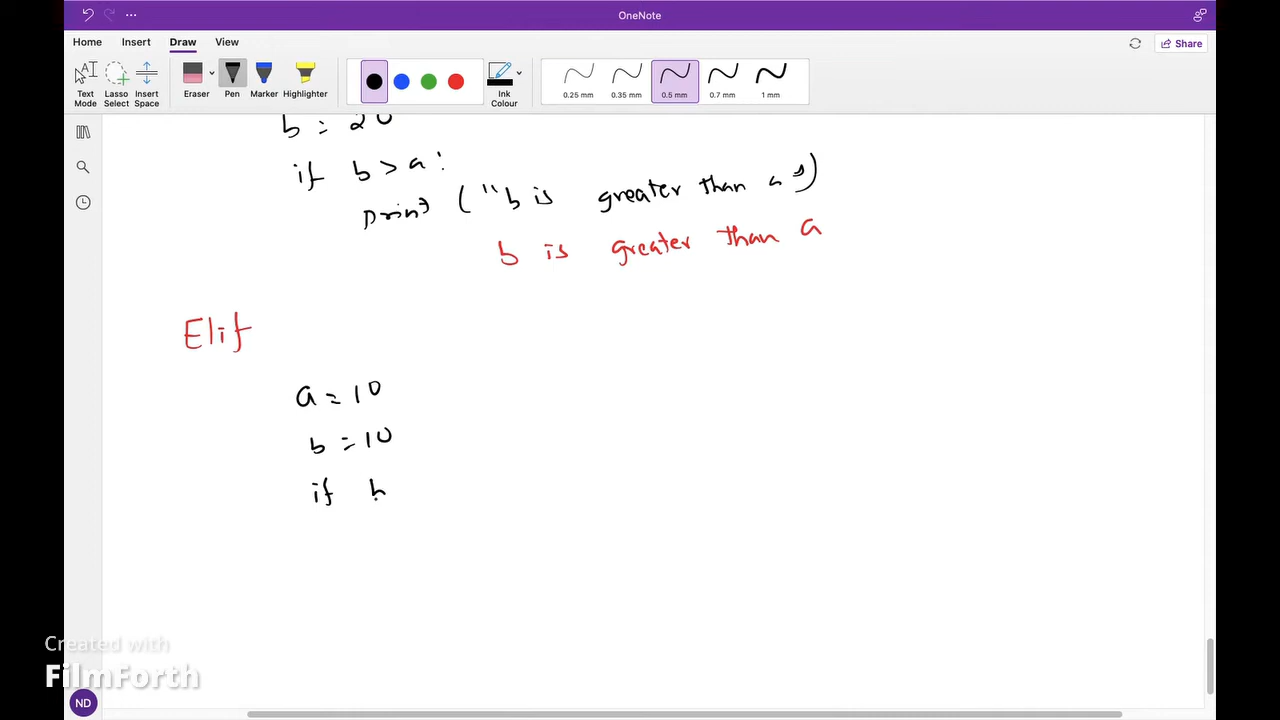 OneNote
Home Insert Draw View
Share
Text Mode
Lasso Select
Insert Space
Eraser
Pen
Marker
Highlighter
Ink Colour
0.25 mm
0.35 mm
0.5 mm
0.7 mm
1 mm
b = 20
if b > a :
print ("b is greater than a")
b is greater than a
Elif
a = 10
b = 10
if b
Created with
FilmForth
ND